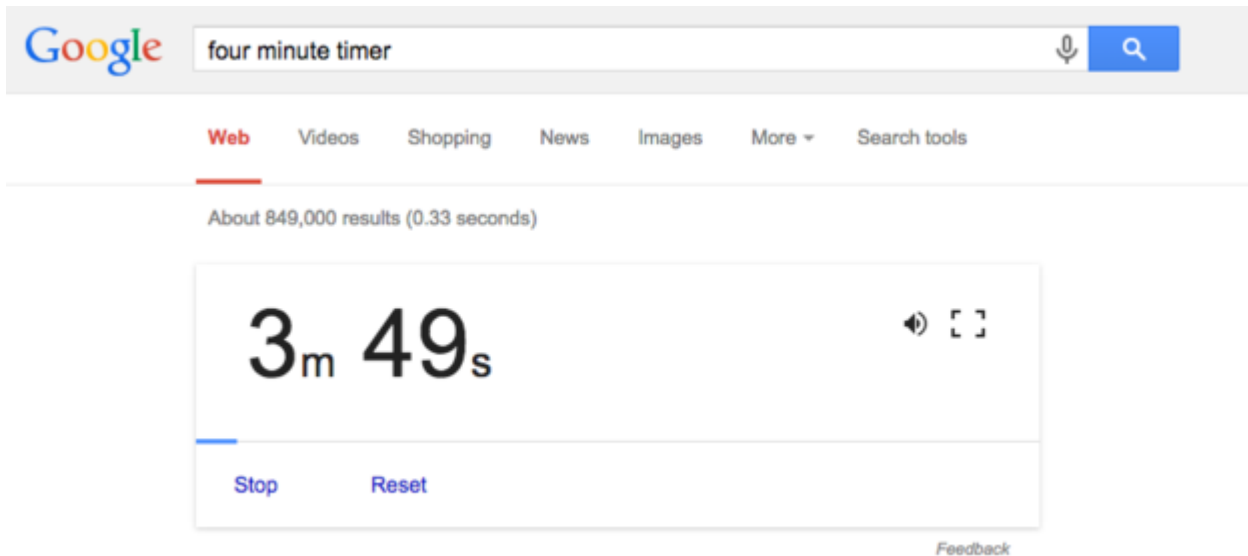 Google four minute timer
Web Videos Shopping News Images More Search tools
About 849,000 results (0.33 seconds)
3m 49s
Stop Reset
Feedback